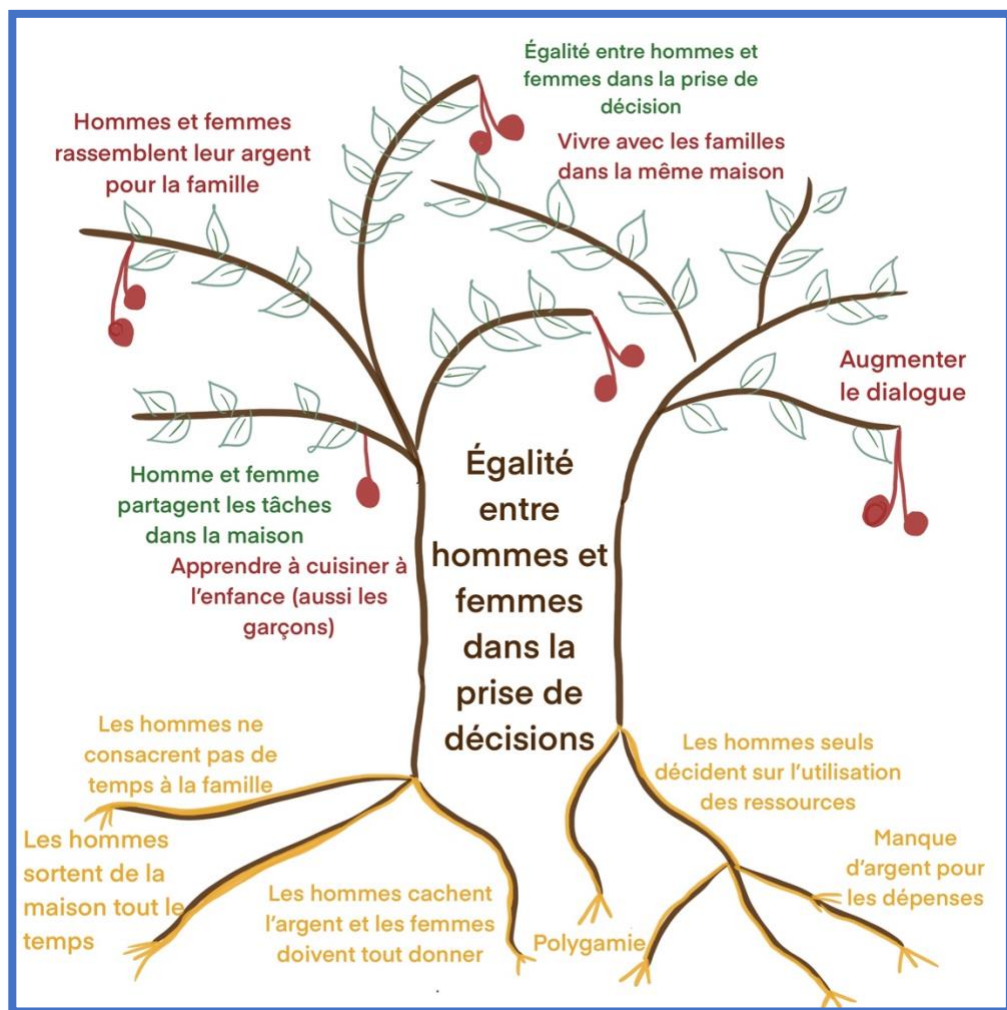 Égalité entre hommes et
femmes dans la prise de
décision
Vivre avec les familles
dans la même maison
Hommes et femmes
rassemblent leur argent
pour la famille
Augmenter
le dialogue
Homme et femme
partagent les tâches
dans la maison
Apprendre à cuisiner à
l'enfance (aussi les
garçons)
Égalité
entre
hommes et
femmes
dans la
prise de
décisions
Les hommes ne
consacrent pas de
temps à la famille
Les hommes
sortent de la
maison tout le
temps
Les hommes cachent
l'argent et les femmes
doivent tout donner
Polygamie
Les hommes seuls
décident sur l'utilisation
des ressources
Manque
d'argent pour
les dépenses